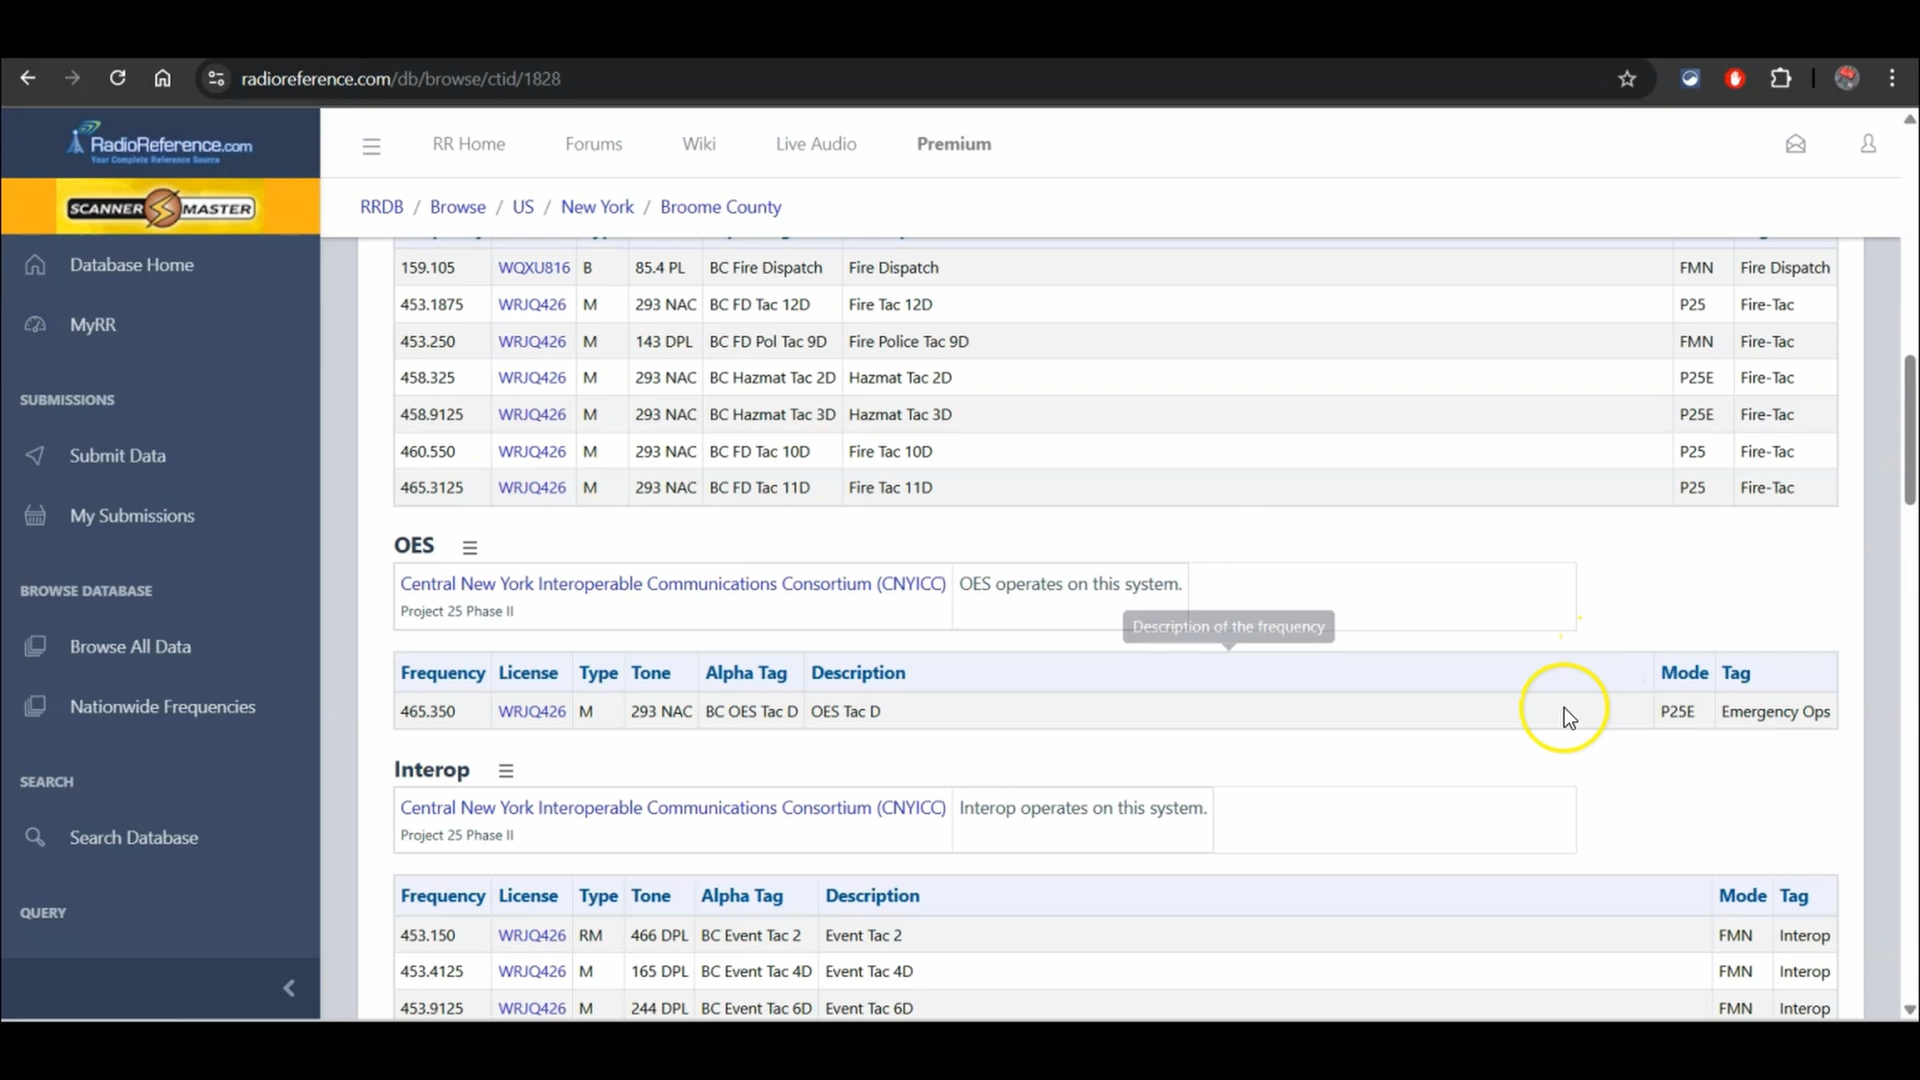 radioreference.com/db/browse/ctid/1828
RadioReference.com
Your Complete Reference Source
SCANNER MASTER
RR Home Forums Wiki Live Audio Premium
RRDB / Browse / US / New York / Broome County
Database Home
MyRR
SUBMISSIONS
Submit Data
My Submissions
BROWSE DATABASE
Browse All Data
Nationwide Frequencies
SEARCH
Search Database
QUERY
159.105 WQXU816 B 85.4 PL BC Fire Dispatch Fire Dispatch FMN Fire Dispatch
453.1875 WRJQ426 M 293 NAC BC FD Tac 12D Fire Tac 12D P25 Fire-Tac
453.250 WRJQ426 M 143 DPL BC FD Pol Tac 9D Fire Police Tac 9D FMN Fire-Tac
458.325 WRJQ426 M 293 NAC BC Hazmat Tac 2D Hazmat Tac 2D P25E Fire-Tac
458.9125 WRJQ426 M 293 NAC BC Hazmat Tac 3D Hazmat Tac 3D P25E Fire-Tac
460.550 WRJQ426 M 293 NAC BC FD Tac 10D Fire Tac 10D P25 Fire-Tac
465.3125 WRJQ426 M 293 NAC BC FD Tac 11D Fire Tac 11D P25 Fire-Tac
OES
Central New York Interoperable Communications Consortium (CNYICC) OES operates on this system.
Project 25 Phase II
Description of the frequency
Frequency License Type Tone Alpha Tag Description Mode Tag
465.350 WRJQ426 M 293 NAC BC OES Tac D OES Tac D P25E Emergency Ops
Interop
Central New York Interoperable Communications Consortium (CNYICC) Interop operates on this system.
Project 25 Phase II
Frequency License Type Tone Alpha Tag Description Mode Tag
453.150 WRJQ426 RM 466 DPL BC Event Tac 2 Event Tac 2 FMN Interop
453.4125 WRJQ426 M 165 DPL BC Event Tac 4D Event Tac 4D FMN Interop
453.9125 WRJQ426 M 244 DPL BC Event Tac 6D Event Tac 6D FMN Interop